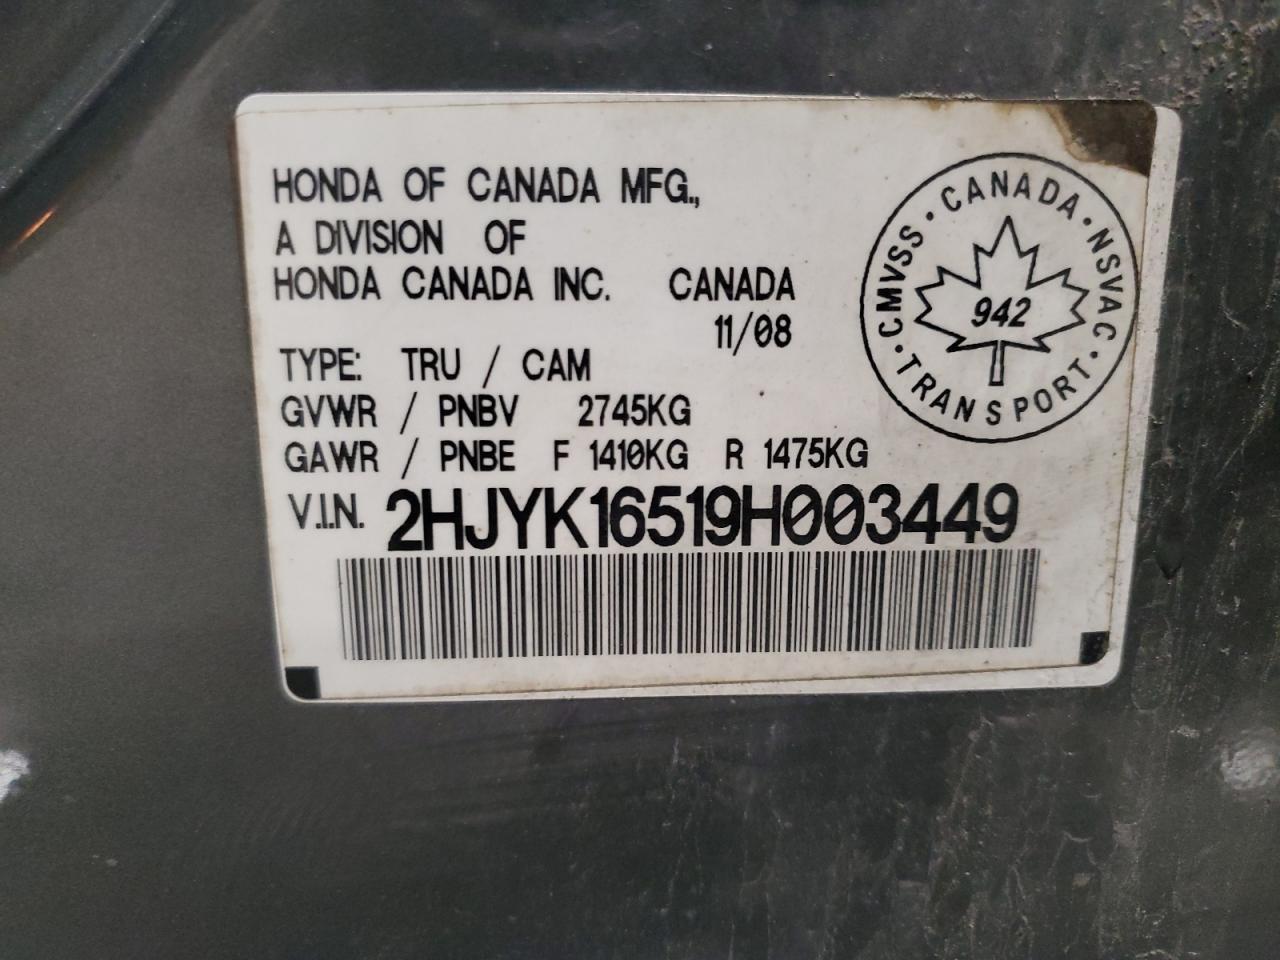 HONDA OF CANADA MFG.,
A DIVISION OF
HONDA CANADA INC. CANADA
11/08
TYPE: TRU / CAM
GVWR / PNBV 2745KG
GAWR / PNBE F 1410KG R 1475KG
V.I.N. 2HJYK16519H003449
CMVSS · CANADA · NSVAC · TRANSPORT ·
942